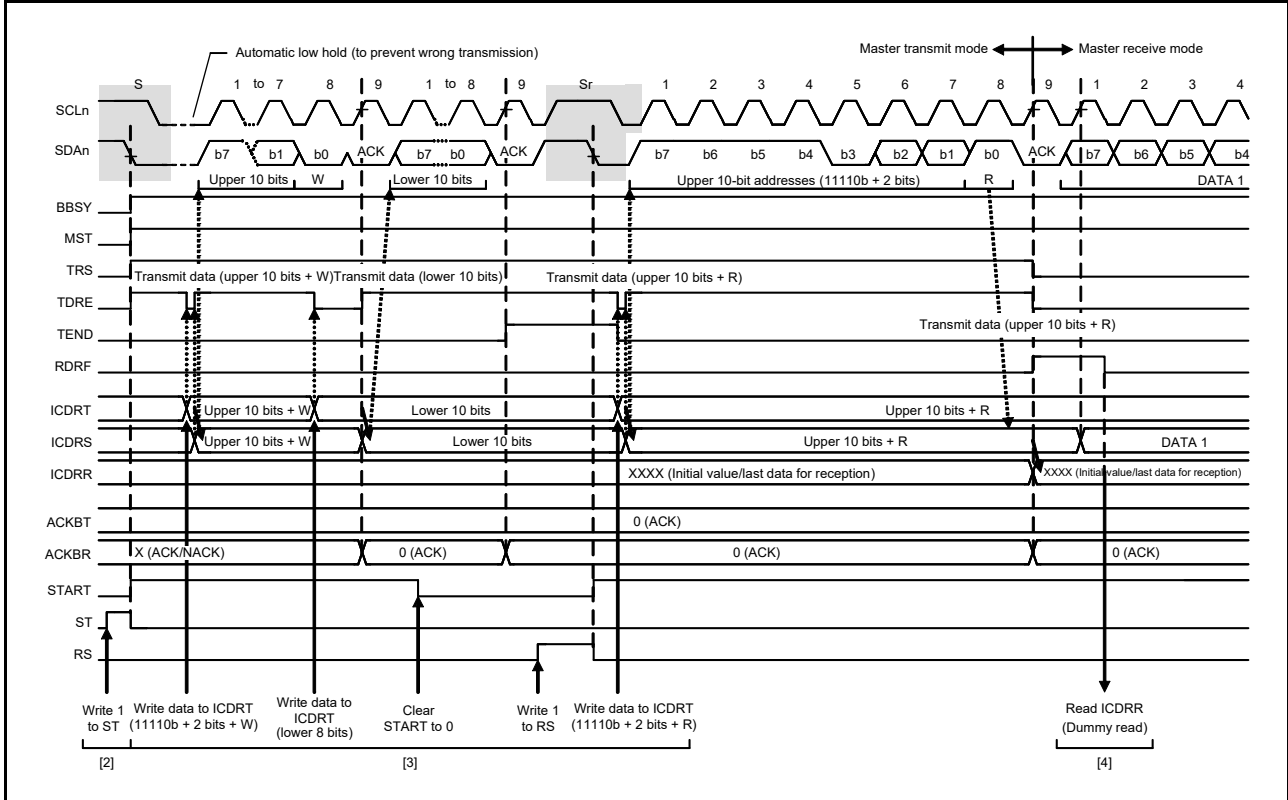 Automatic low hold (to prevent wrong transmission)
Master transmit mode Master receive mode
S 1 to 7 8 9 1 to 8 9 Sr 1 2 3 4 5 6 7 8 9 1 2 3 4
SCLn
SDAn b7 b1 b0 ACK b7 b0 ACK b7 b6 b5 b4 b3 b2 b1 b0 ACK b7 b6 b5 b4
Upper 10 bits W Lower 10 bits Upper 10-bit addresses (11110b + 2 bits) R DATA 1
BBSY
MST
TRS
Transmit data (upper 10 bits + W) Transmit data (lower 10 bits) Transmit data (upper 10 bits + R)
TDRE
TEND Transmit data (upper 10 bits + R)
RDRF
ICDRT Upper 10 bits + W Lower 10 bits Upper 10 bits + R
ICDRS Upper 10 bits + W Lower 10 bits Upper 10 bits + R DATA 1
ICDRR XXXX (Initial value/last data for reception) XXXX (Initial value/last data for reception)
ACKBT 0 (ACK)
ACKBR X (ACK/NACK) 0 (ACK) 0 (ACK) 0 (ACK)
START
ST
RS
Write 1
to ST
Write data to ICDRT
(11110b + 2 bits + W)
Write data to
ICDRT
(lower 8 bits)
Clear
START to 0
Write 1
to RS
Write data to ICDRT
(11110b + 2 bits + R)
Read ICDRR
(Dummy read)
[2] [3] [4]